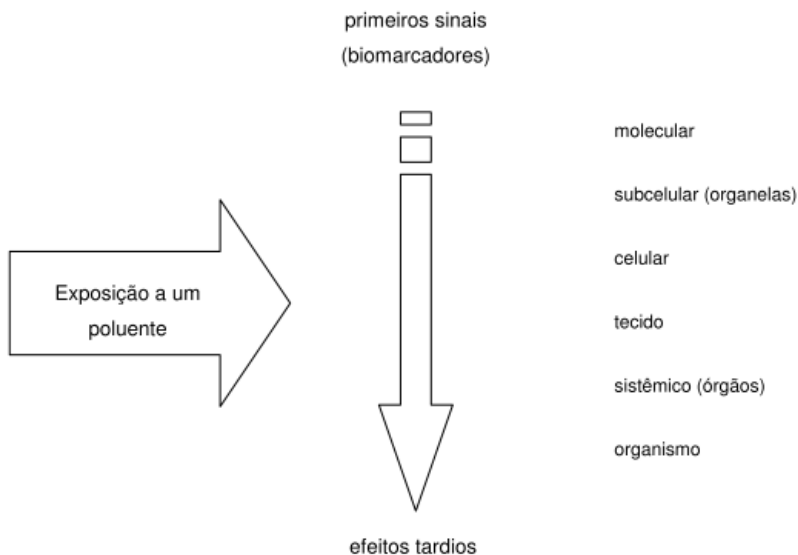 primeiros sinais
(biomarcadores)
molecular
subcelular (organelas)
celular
Exposição a um
poluente
tecido
sistêmico (órgãos)
organismo
efeitos tardios